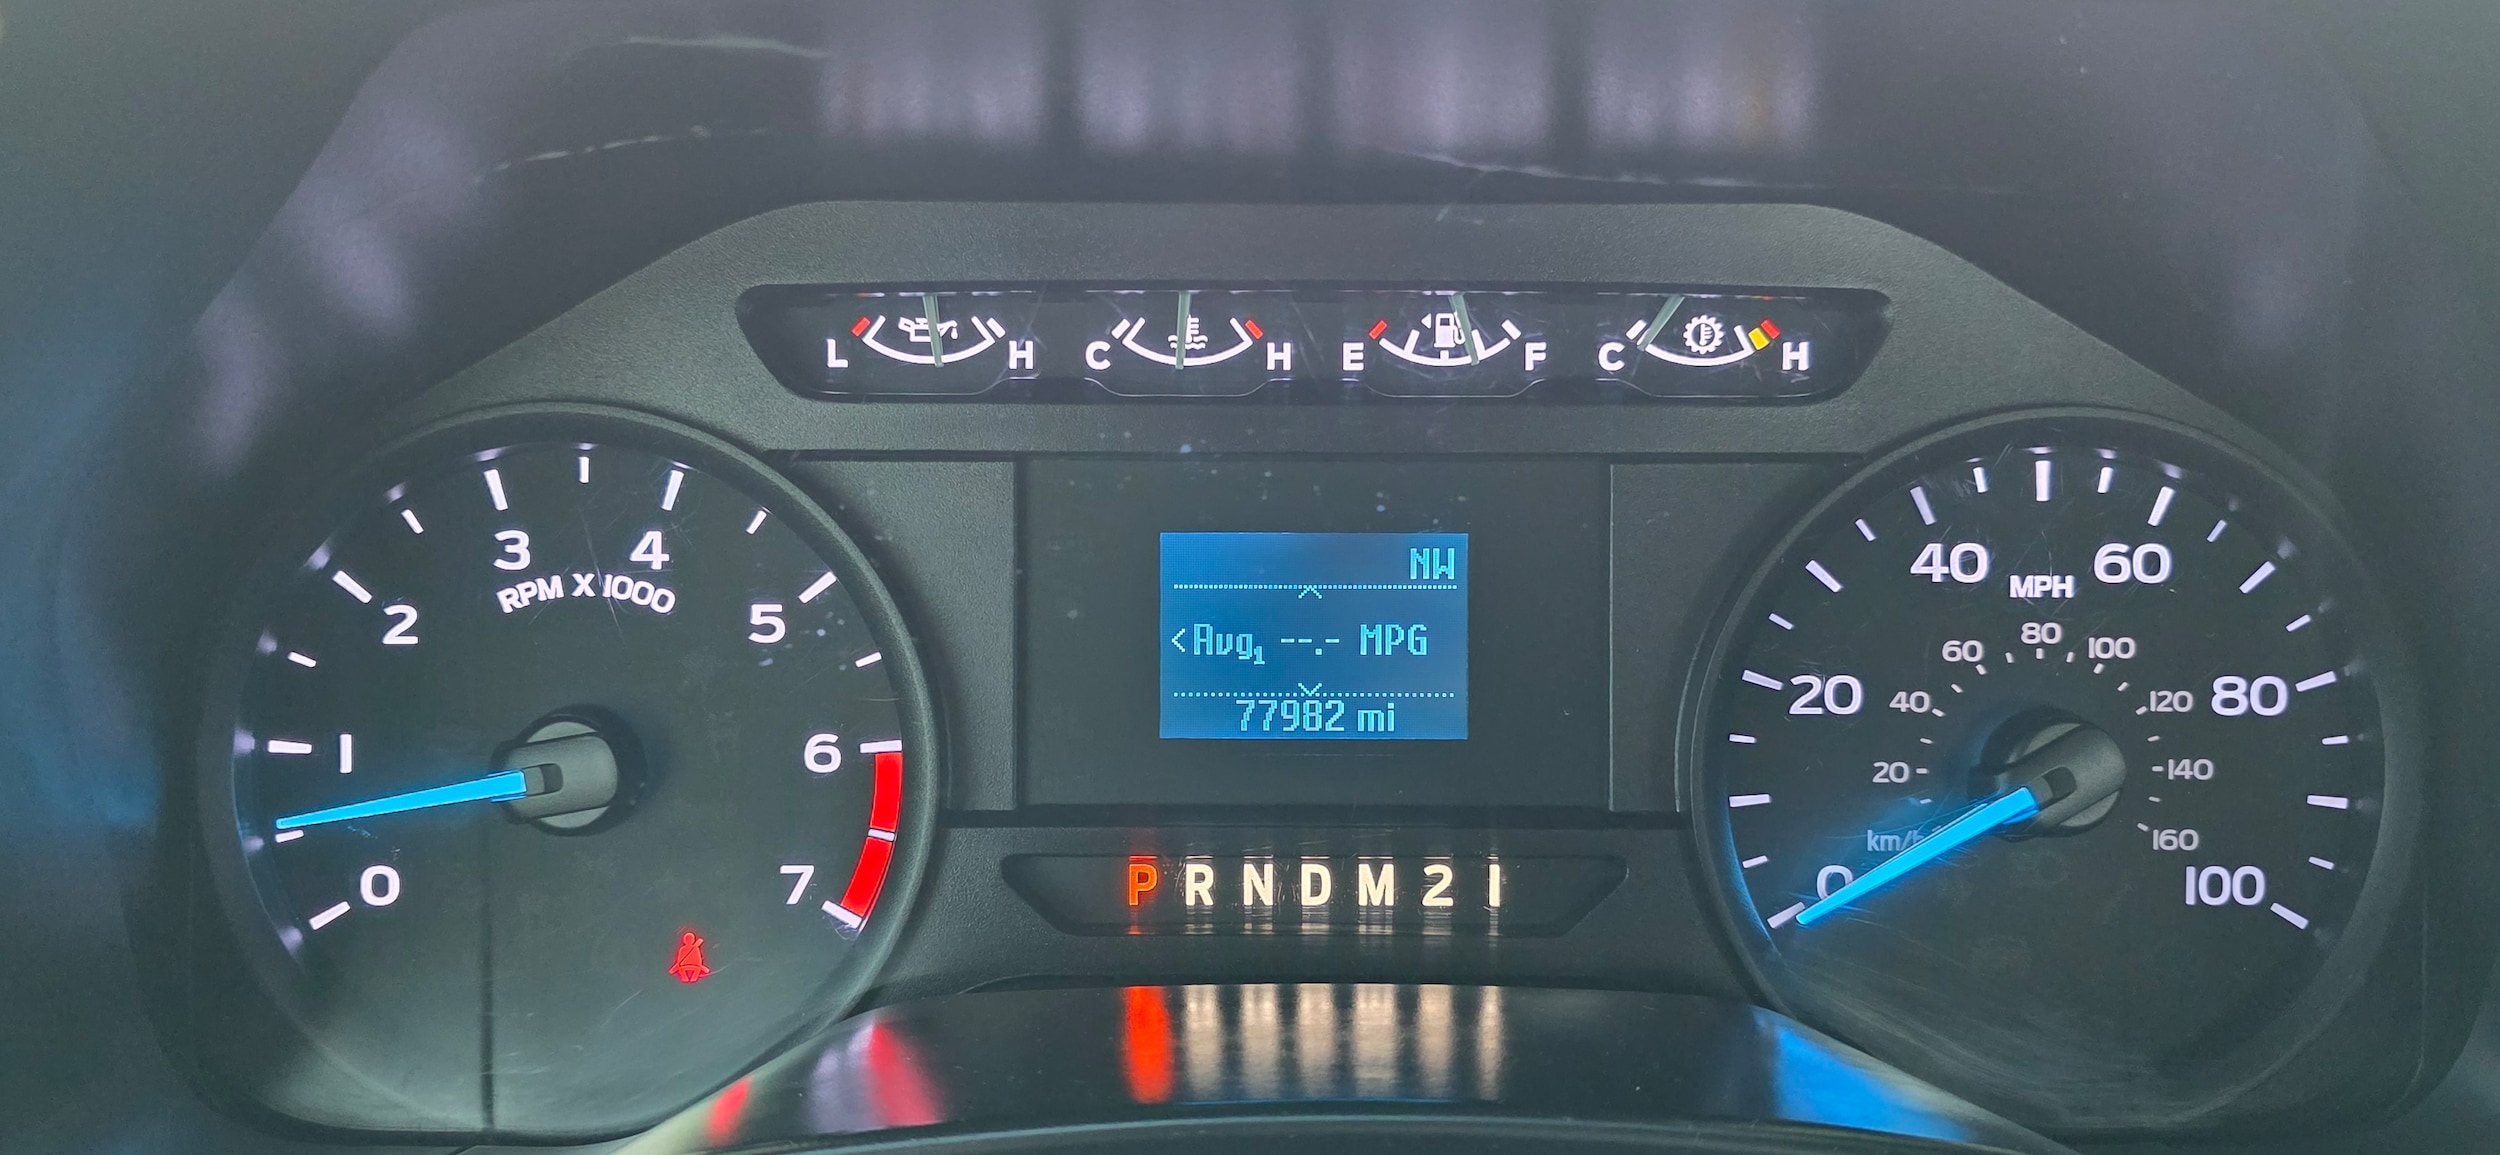 L H C H E F C H
0 1 2 3 4 5 6 7
RPM X 1000
NW
<Avg1 --.- MPG
77982 mi
P R N D M 2 1
0 20 40 60 80 100
MPH
20 40 60 80 100 120 140 160
km/h